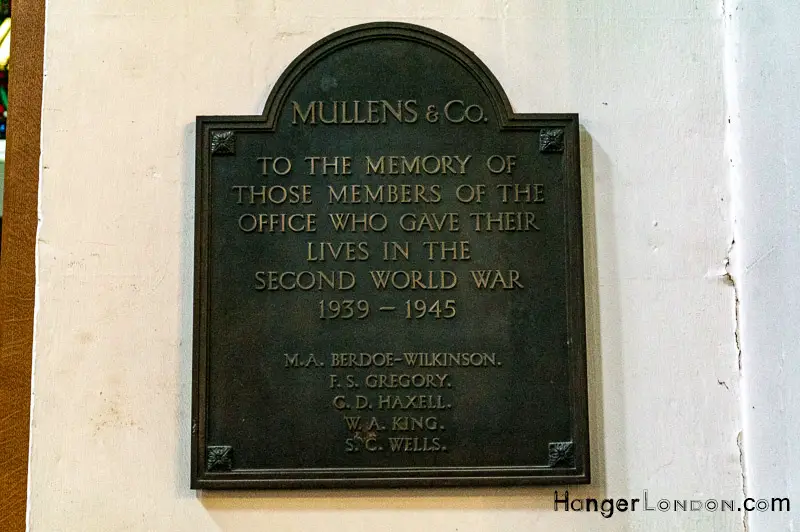 MULLENS & CO.
TO THE MEMORY OF
THOSE MEMBERS OF THE
OFFICE WHO GAVE THEIR
LIVES IN THE
SECOND WORLD WAR
1939 – 1945
M.A. BERDOE–WILKINSON.
F. S. GREGORY.
G. D. HAXELL.
W. A. KING.
S. C. WELLS.
HangerLondon.com